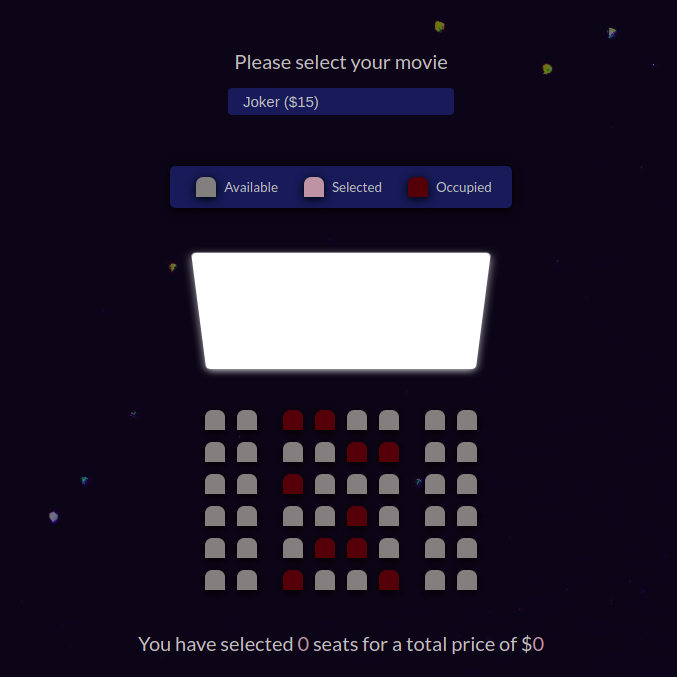 Please select your movie
Joker ($15)
Available Selected Occupied
You have selected 0 seats for a total price of $0